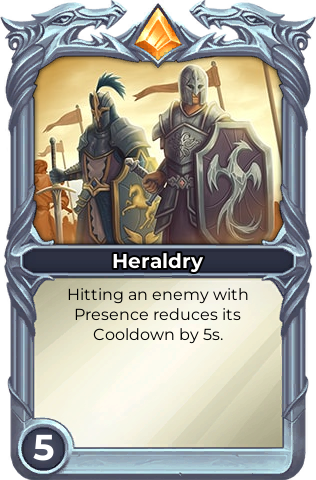 Heraldry
Hitting an enemy with
Presence reduces its
Cooldown by 5s.
5